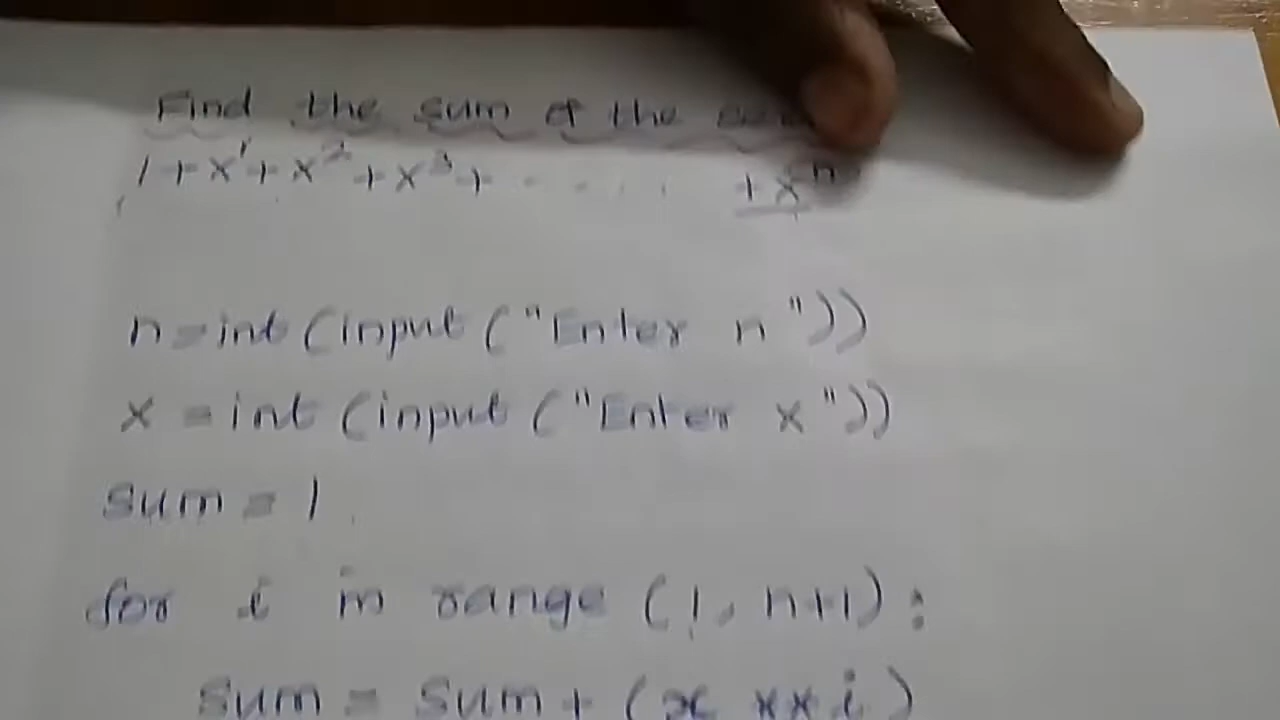 Find the sum of the
1+x¹+x²+x³+ - - . . . +xⁿ
n=int (input ("Enter n"))
x =int (input ("Enter x"))
sum = 1
for i in range (1, n+1) :
sum = sum + (x ** i)